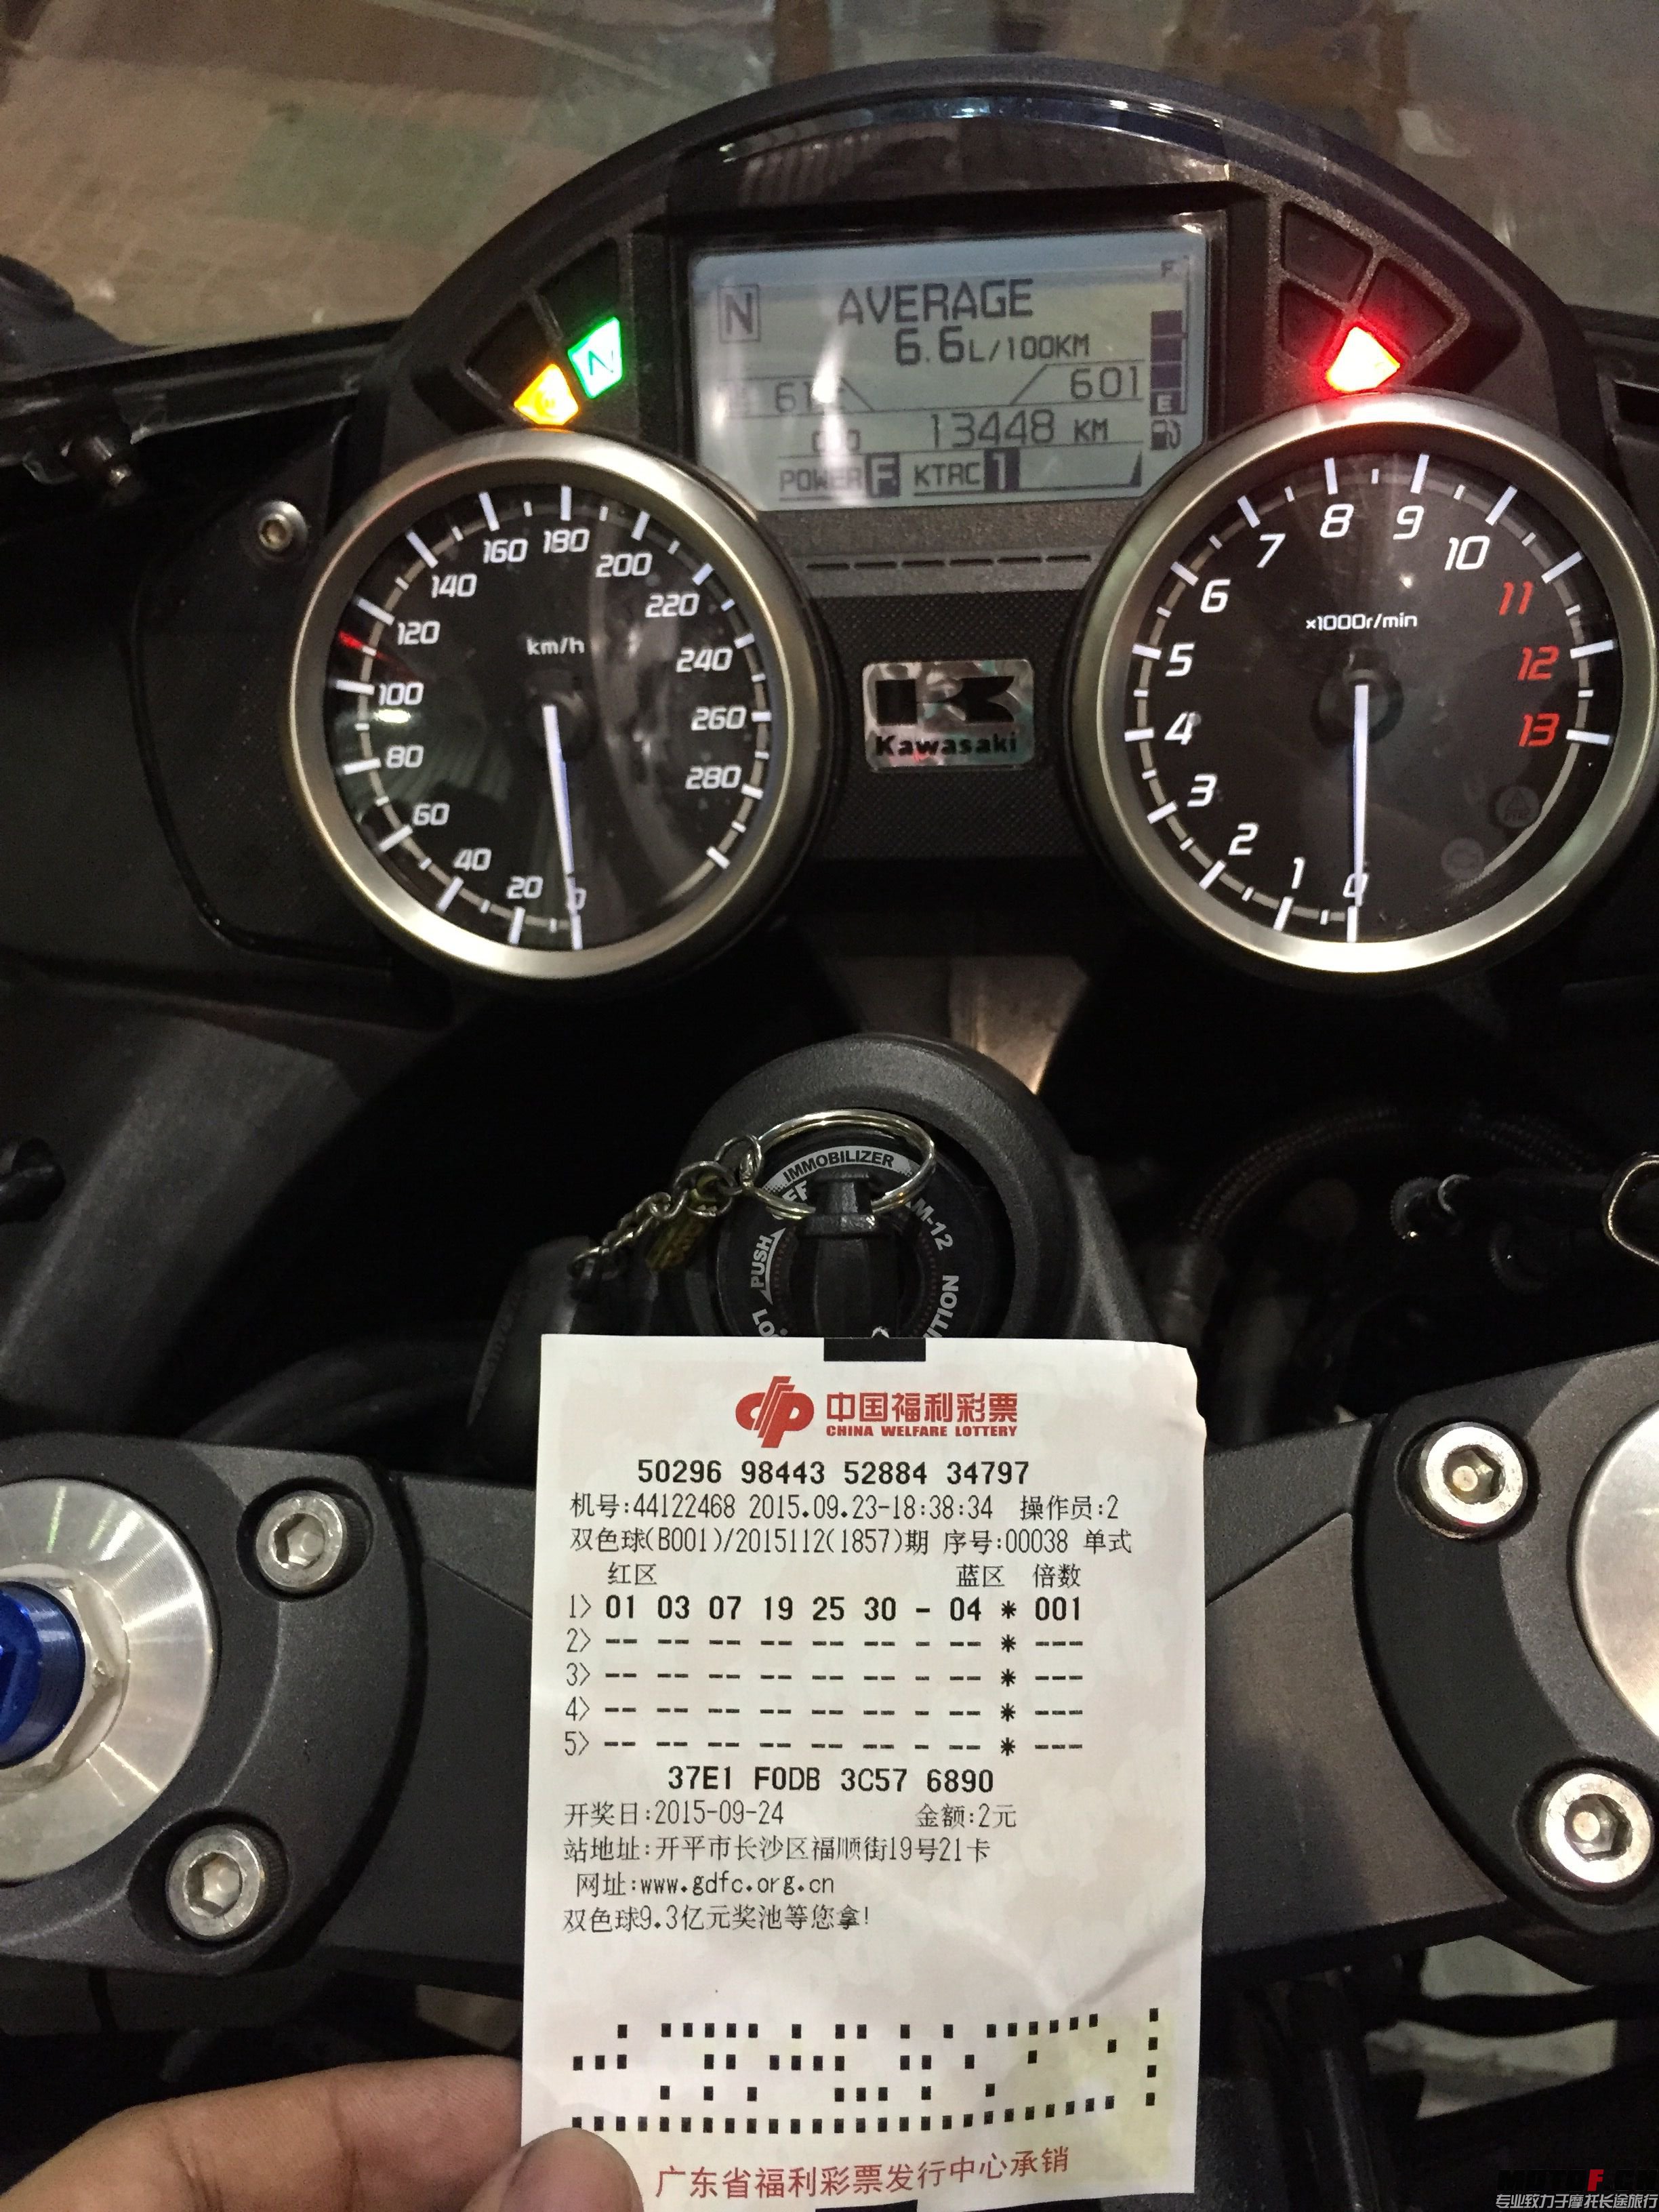 N
AVERAGE
F
6.6L/100KM
601
E
13448 KM
POWER F KTRC 1
0 20 40 60 80 100 120 140 160 180 200 220 240 260 280
km/h
Kawasaki
0 1 2 3 4 5 6 7 8 9 10 11 12 13
×1000r/min
IMMOBILIZER
PUSH
中国福利彩票
CHINA WELFARE LOTTERY
50296 98443 52884 34797
机号:44122468 2015.09.23-18:38:34 操作员:2
双色球(B001)/2015112(1857)期 序号:00038 单式
红区 蓝区 倍数
1> 01 03 07 19 25 30 - 04 * 001
2> -- -- -- -- -- -- - -- * ---
3> -- -- -- -- -- -- - -- * ---
4> -- -- -- -- -- -- - -- * ---
5> -- -- -- -- -- -- - -- * ---
37E1 F0DB 3C57 6890
开奖日:2015-09-24 金额:2元
站地址:开平市长沙区福顺街19号21卡
网址:www.gdfc.org.cn
双色球9.3亿元奖池等您拿!
广东省福利彩票发行中心承销
专业致力于摩托长途旅行